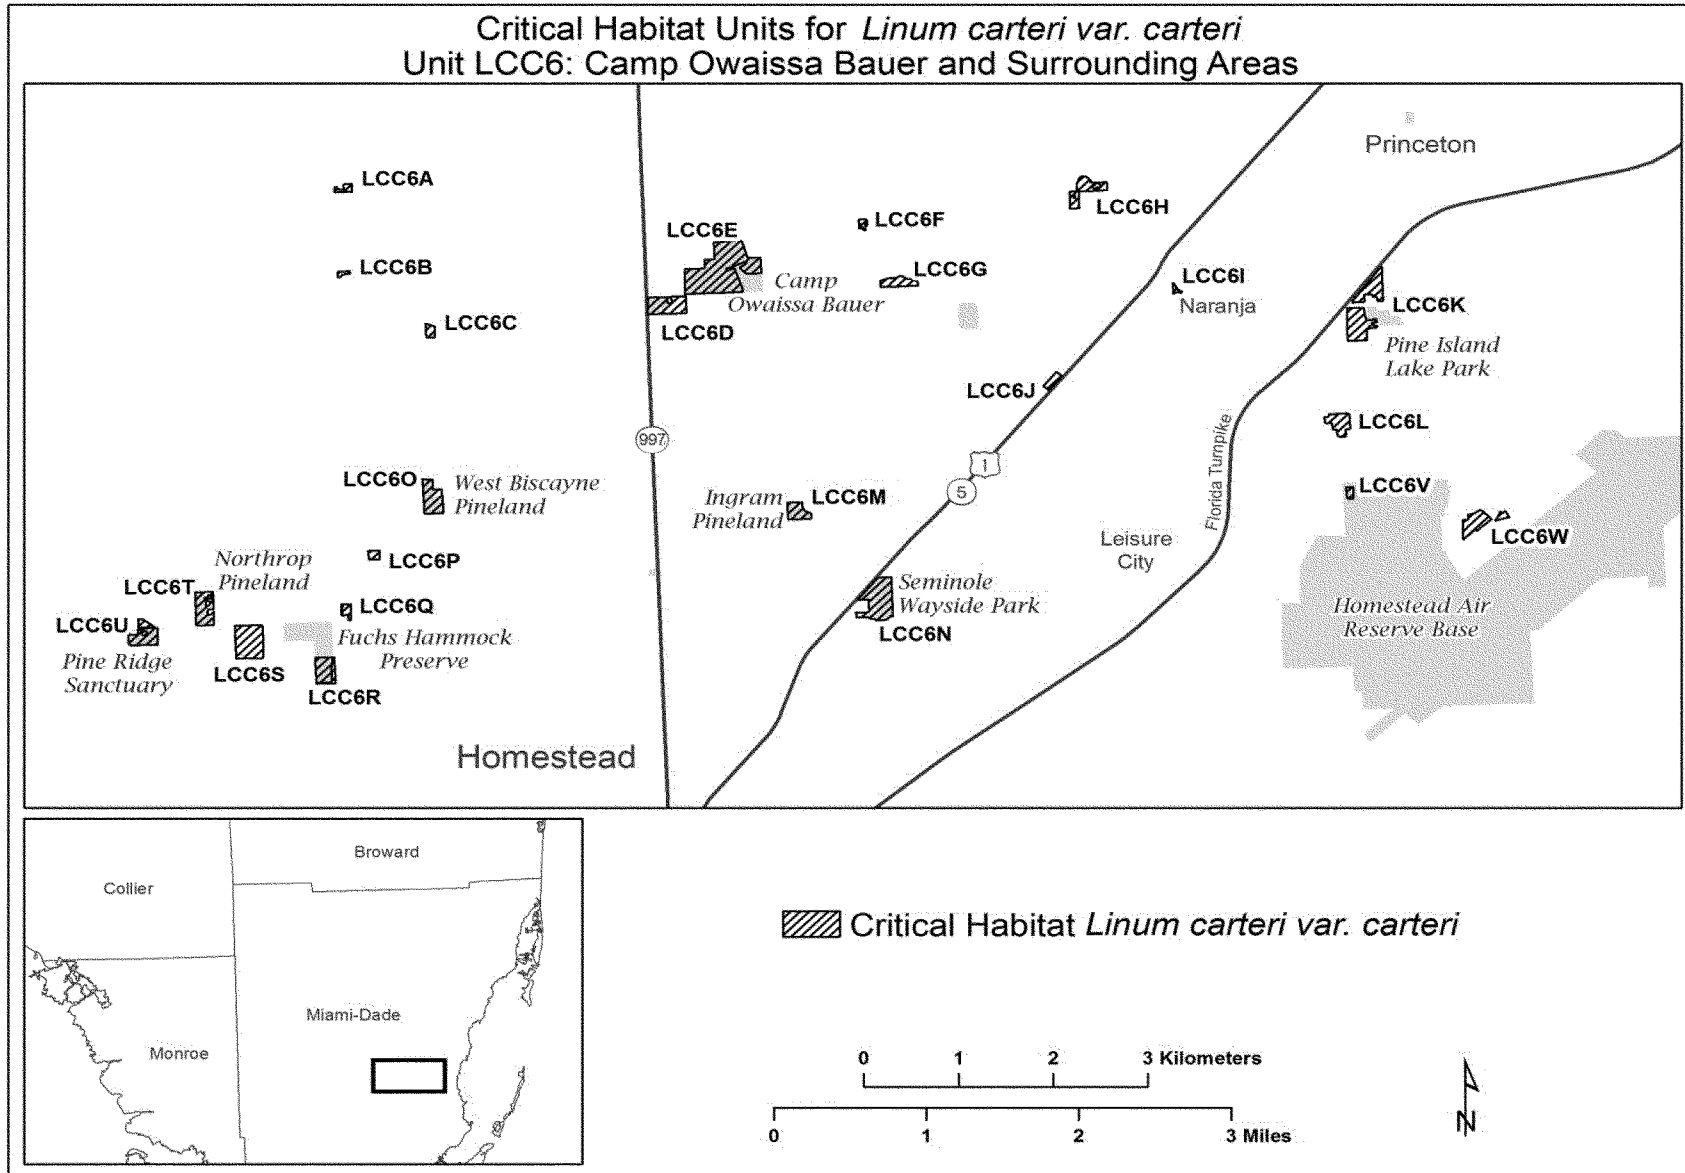 Critical Habitat Units for Linum carteri var. carteri
Unit LCC6: Camp Owaissa Bauer and Surrounding Areas
Princeton
LCC6A
LCC6H
LCC6F
LCC6E
LCC6B
LCC6G
LCC6I
Camp
Owaissa Bauer
Naranja
LCC6K
LCC6C
LCC6D
Pine Island
Lake Park
LCC6J
LCC6L
997
Florida Turnpike
1
5
LCC6O
West Biscayne
Pineland
Ingram
Pineland
LCC6M
LCC6V
LCC6W
Leisure
City
Northrop
Pineland
LCC6P
LCC6T
Seminole
Wayside Park
LCC6Q
Homestead Air
Reserve Base
LCC6U
Fuchs Hammock
Preserve
LCC6N
Pine Ridge
Sanctuary
LCC6S
LCC6R
Homestead
Broward
Collier
Miami-Dade
Monroe
Critical Habitat Linum carteri var. carteri
0 1 2 3 Kilometers
0 1 2 3 Miles
N